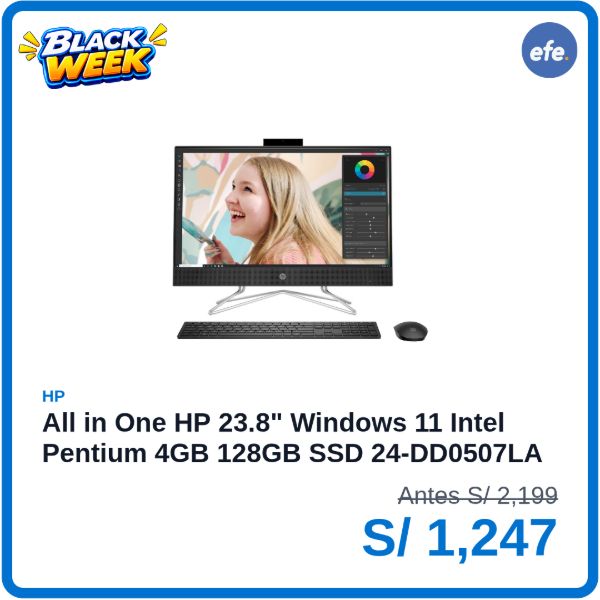 BLACK
WEEK
efe.
HP
All in One HP 23.8" Windows 11 Intel
Pentium 4GB 128GB SSD 24-DD0507LA
Antes S/ 2,199
S/ 1,247